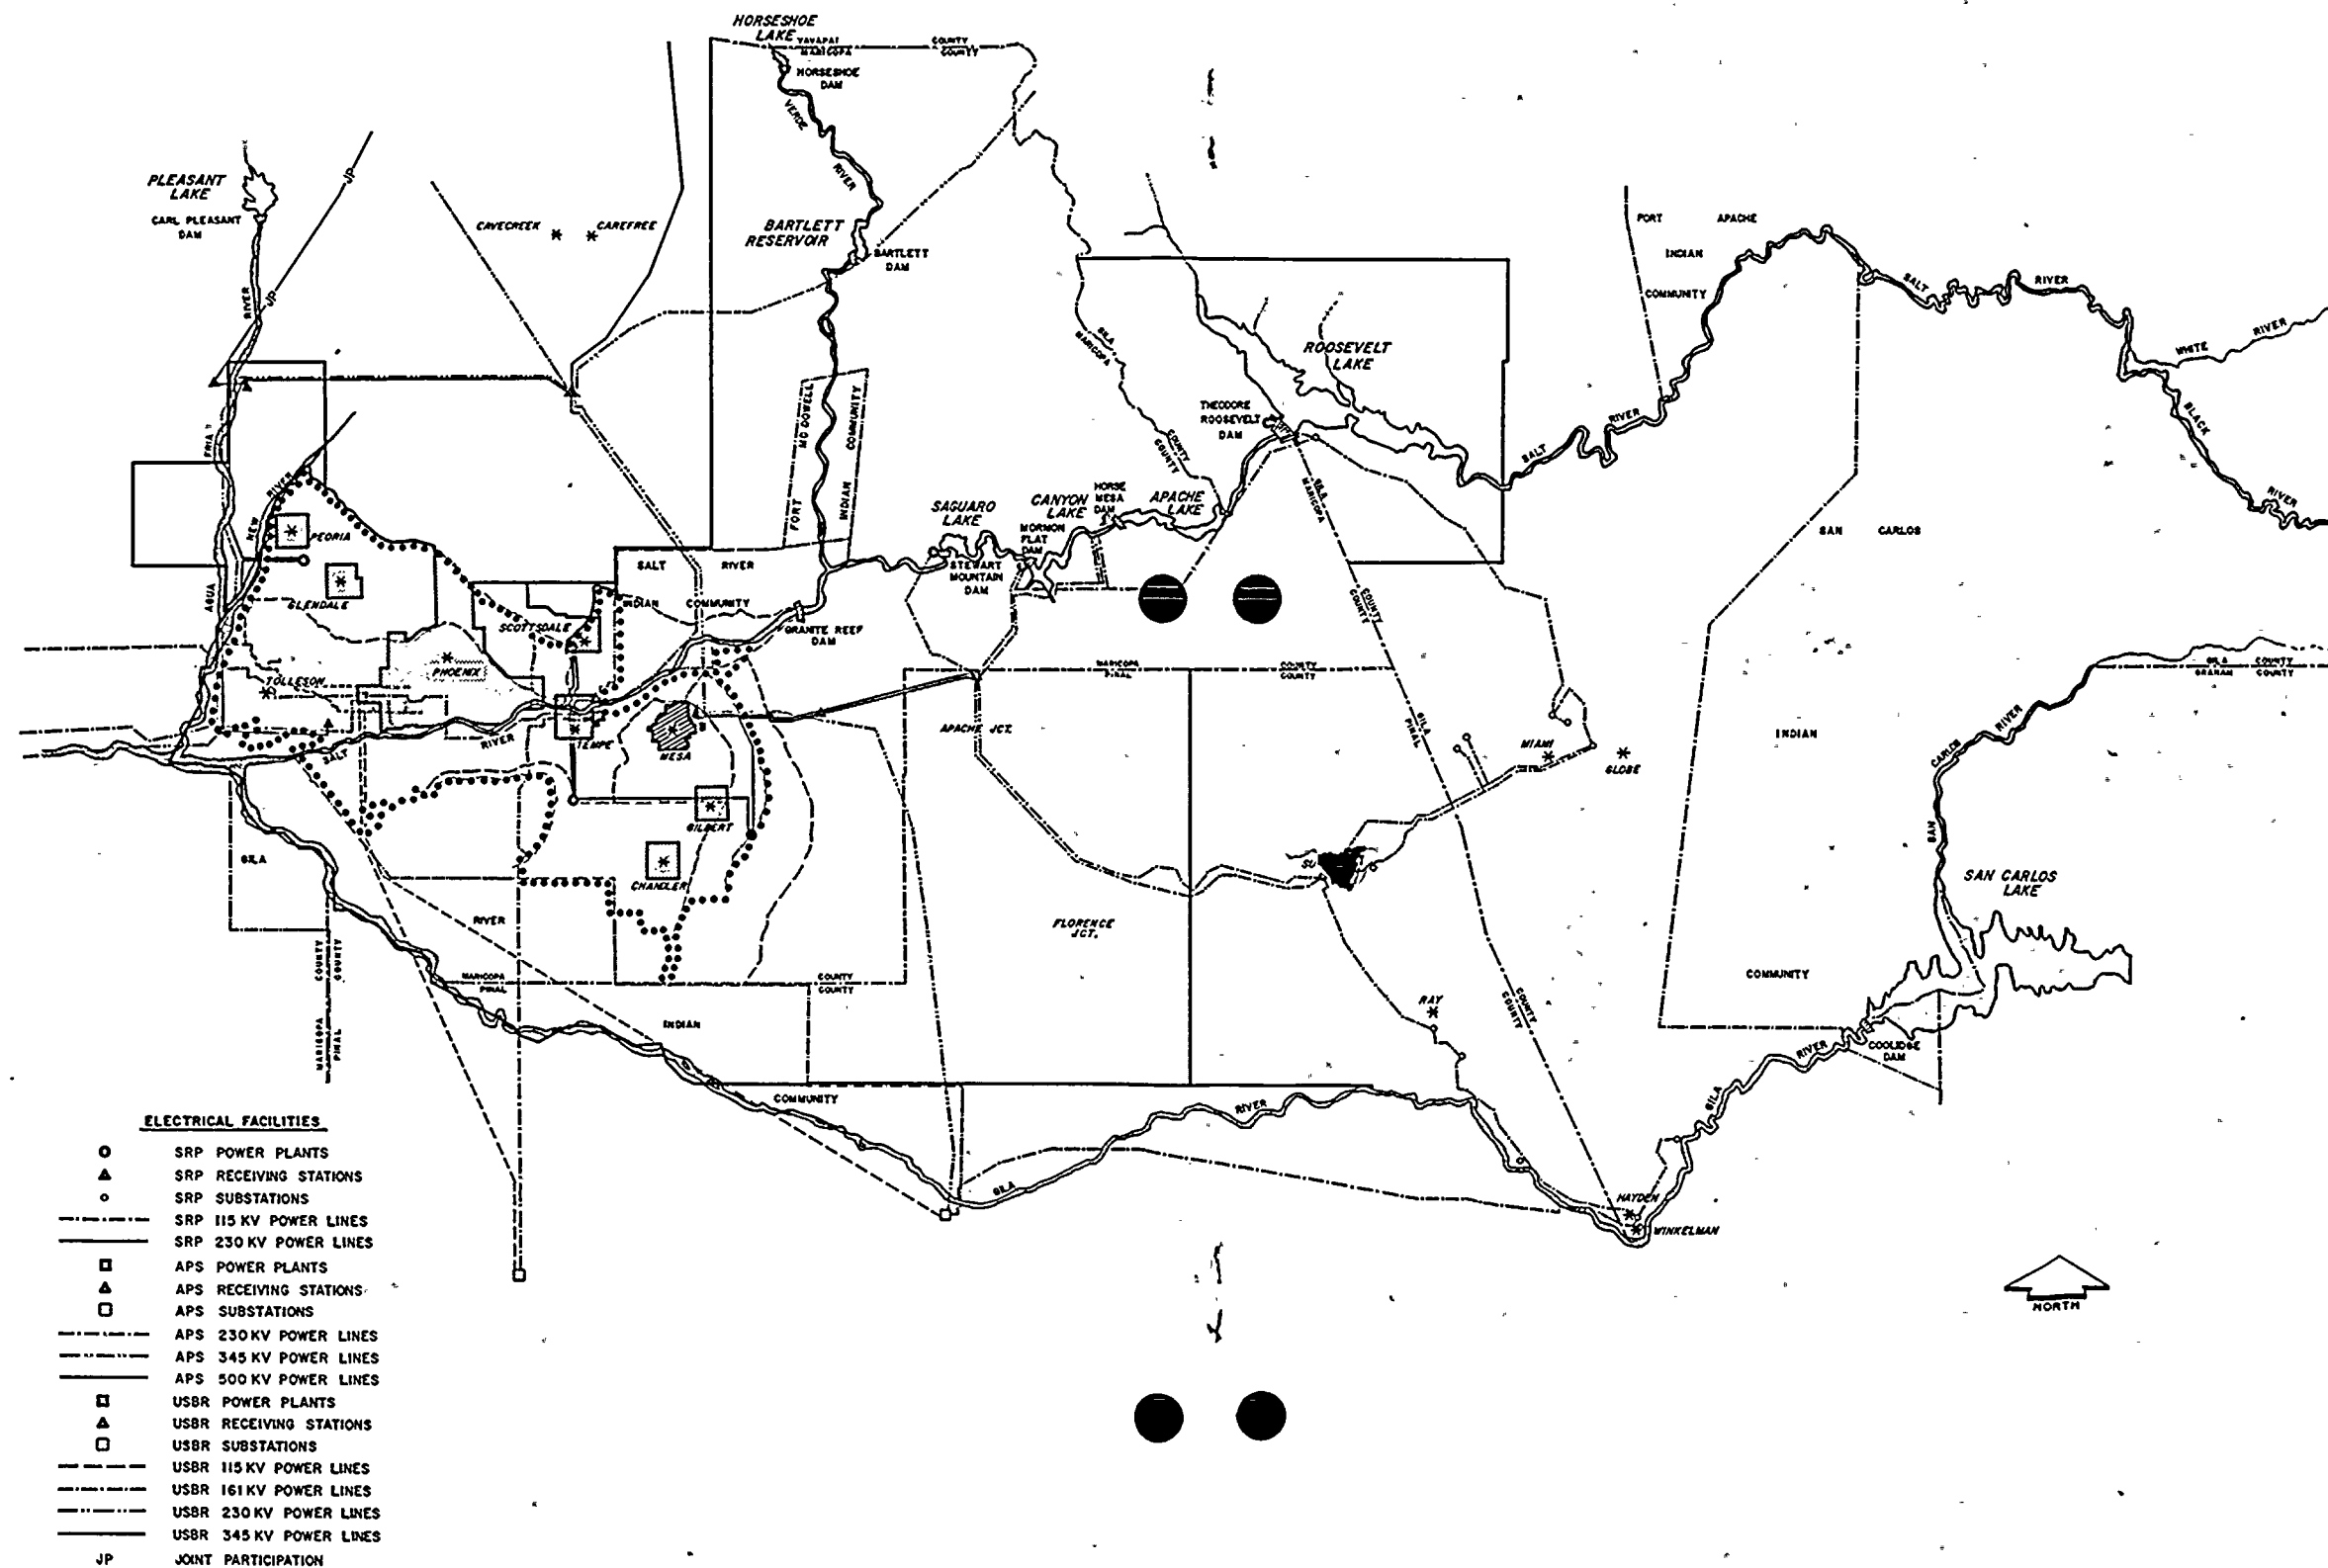 HORSESHOE
LAKE
YAVAPAI
MARICOPA
COUNTY
COUNTY
HORSESHOE
DAM
VERDE
RIVER
PLEASANT
LAKE
CARL PLEASANT
DAM
JP
JP
RIVER
CAVECREEK
CAREFREE
BARTLETT
RESERVOIR
BARTLETT
DAM
FORT
APACHE
INDIAN
COMMUNITY
SALT
RIVER
WHITE
RIVER
BLACK
RIVER
GILA
MARICOPA
COUNTY
COUNTY
ROOSEVELT
LAKE
THEODORE
ROOSEVELT
DAM
SALT
RIVER
FORT
MC DOWELL
INDIAN
COMMUNITY
AGUA
FRIA
NEW
RIVER
PEORIA
GLENDALE
SAGUARO
LAKE
CANYON
LAKE
HORSE
MESA
DAM
APACHE
LAKE
MORMON
FLAT
DAM
STEWART
MOUNTAIN
DAM
GILA
MARICOPA
SAN
CARLOS
SALT
RIVER
INDIAN
COMMUNITY
SCOTTSDALE
GRANITE REEF
DAM
COUNTY
COUNTY
PHOENIX
TOLLESON
MARICOPA
PINAL
COUNTY
COUNTY
GILA
COUNTY
GRAHAM
COUNTY
SALT
RIVER
TEMPE
MESA
APACHE JCT.
GILA
PINAL
MIAMI
GLOBE
INDIAN
SAN
CARLOS
RIVER
GILBERT
CHANDLER
GILA
RIVER
FLORENCE
JCT.
SAN CARLOS
LAKE
COUNTY
COUNTY
MARICOPA
PINAL
MARICOPA
PINAL
COUNTY
COUNTY
INDIAN
COMMUNITY
RAY
COUNTY
COUNTY
COMMUNITY
COOLIDGE
DAM
GILA
RIVER
GILA
RIVER
HAYDEN
WINKELMAN
NORTH
ELECTRICAL FACILITIES
SRP POWER PLANTS
SRP RECEIVING STATIONS
SRP SUBSTATIONS
SRP 115 KV POWER LINES
SRP 230 KV POWER LINES
APS POWER PLANTS
APS RECEIVING STATIONS
APS SUBSTATIONS
APS 230 KV POWER LINES
APS 345 KV POWER LINES
APS 500 KV POWER LINES
USBR POWER PLANTS
USBR RECEIVING STATIONS
USBR SUBSTATIONS
USBR 115 KV POWER LINES
USBR 161 KV POWER LINES
USBR 230 KV POWER LINES
USBR 345 KV POWER LINES
JP JOINT PARTICIPATION